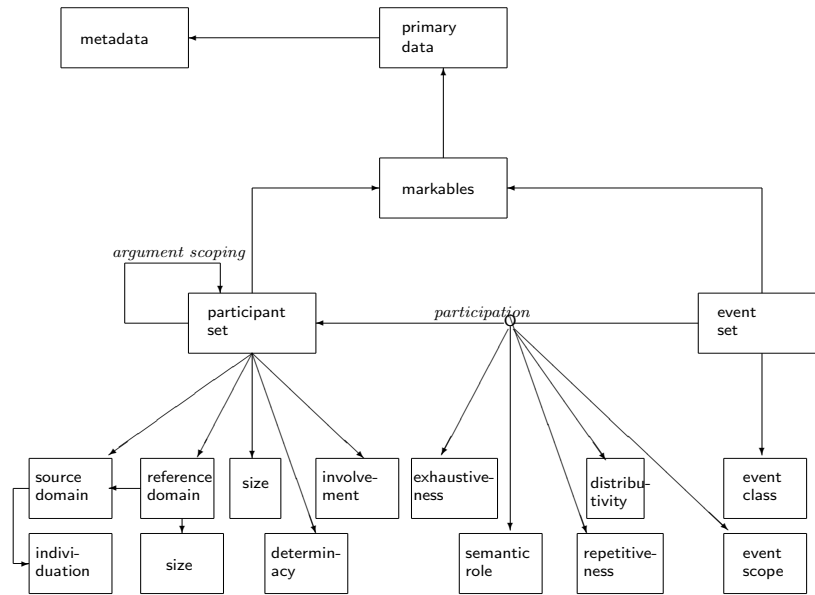 metadata
primary
data
markables
argument scoping
participant
set
participation
event
set
source
domain
reference
domain
size
involve-
ment
exhaustive-
ness
distribu-
tivity
event
class
indivi-
duation
size
determin-
acy
semantic
role
repetitive-
ness
event
scope